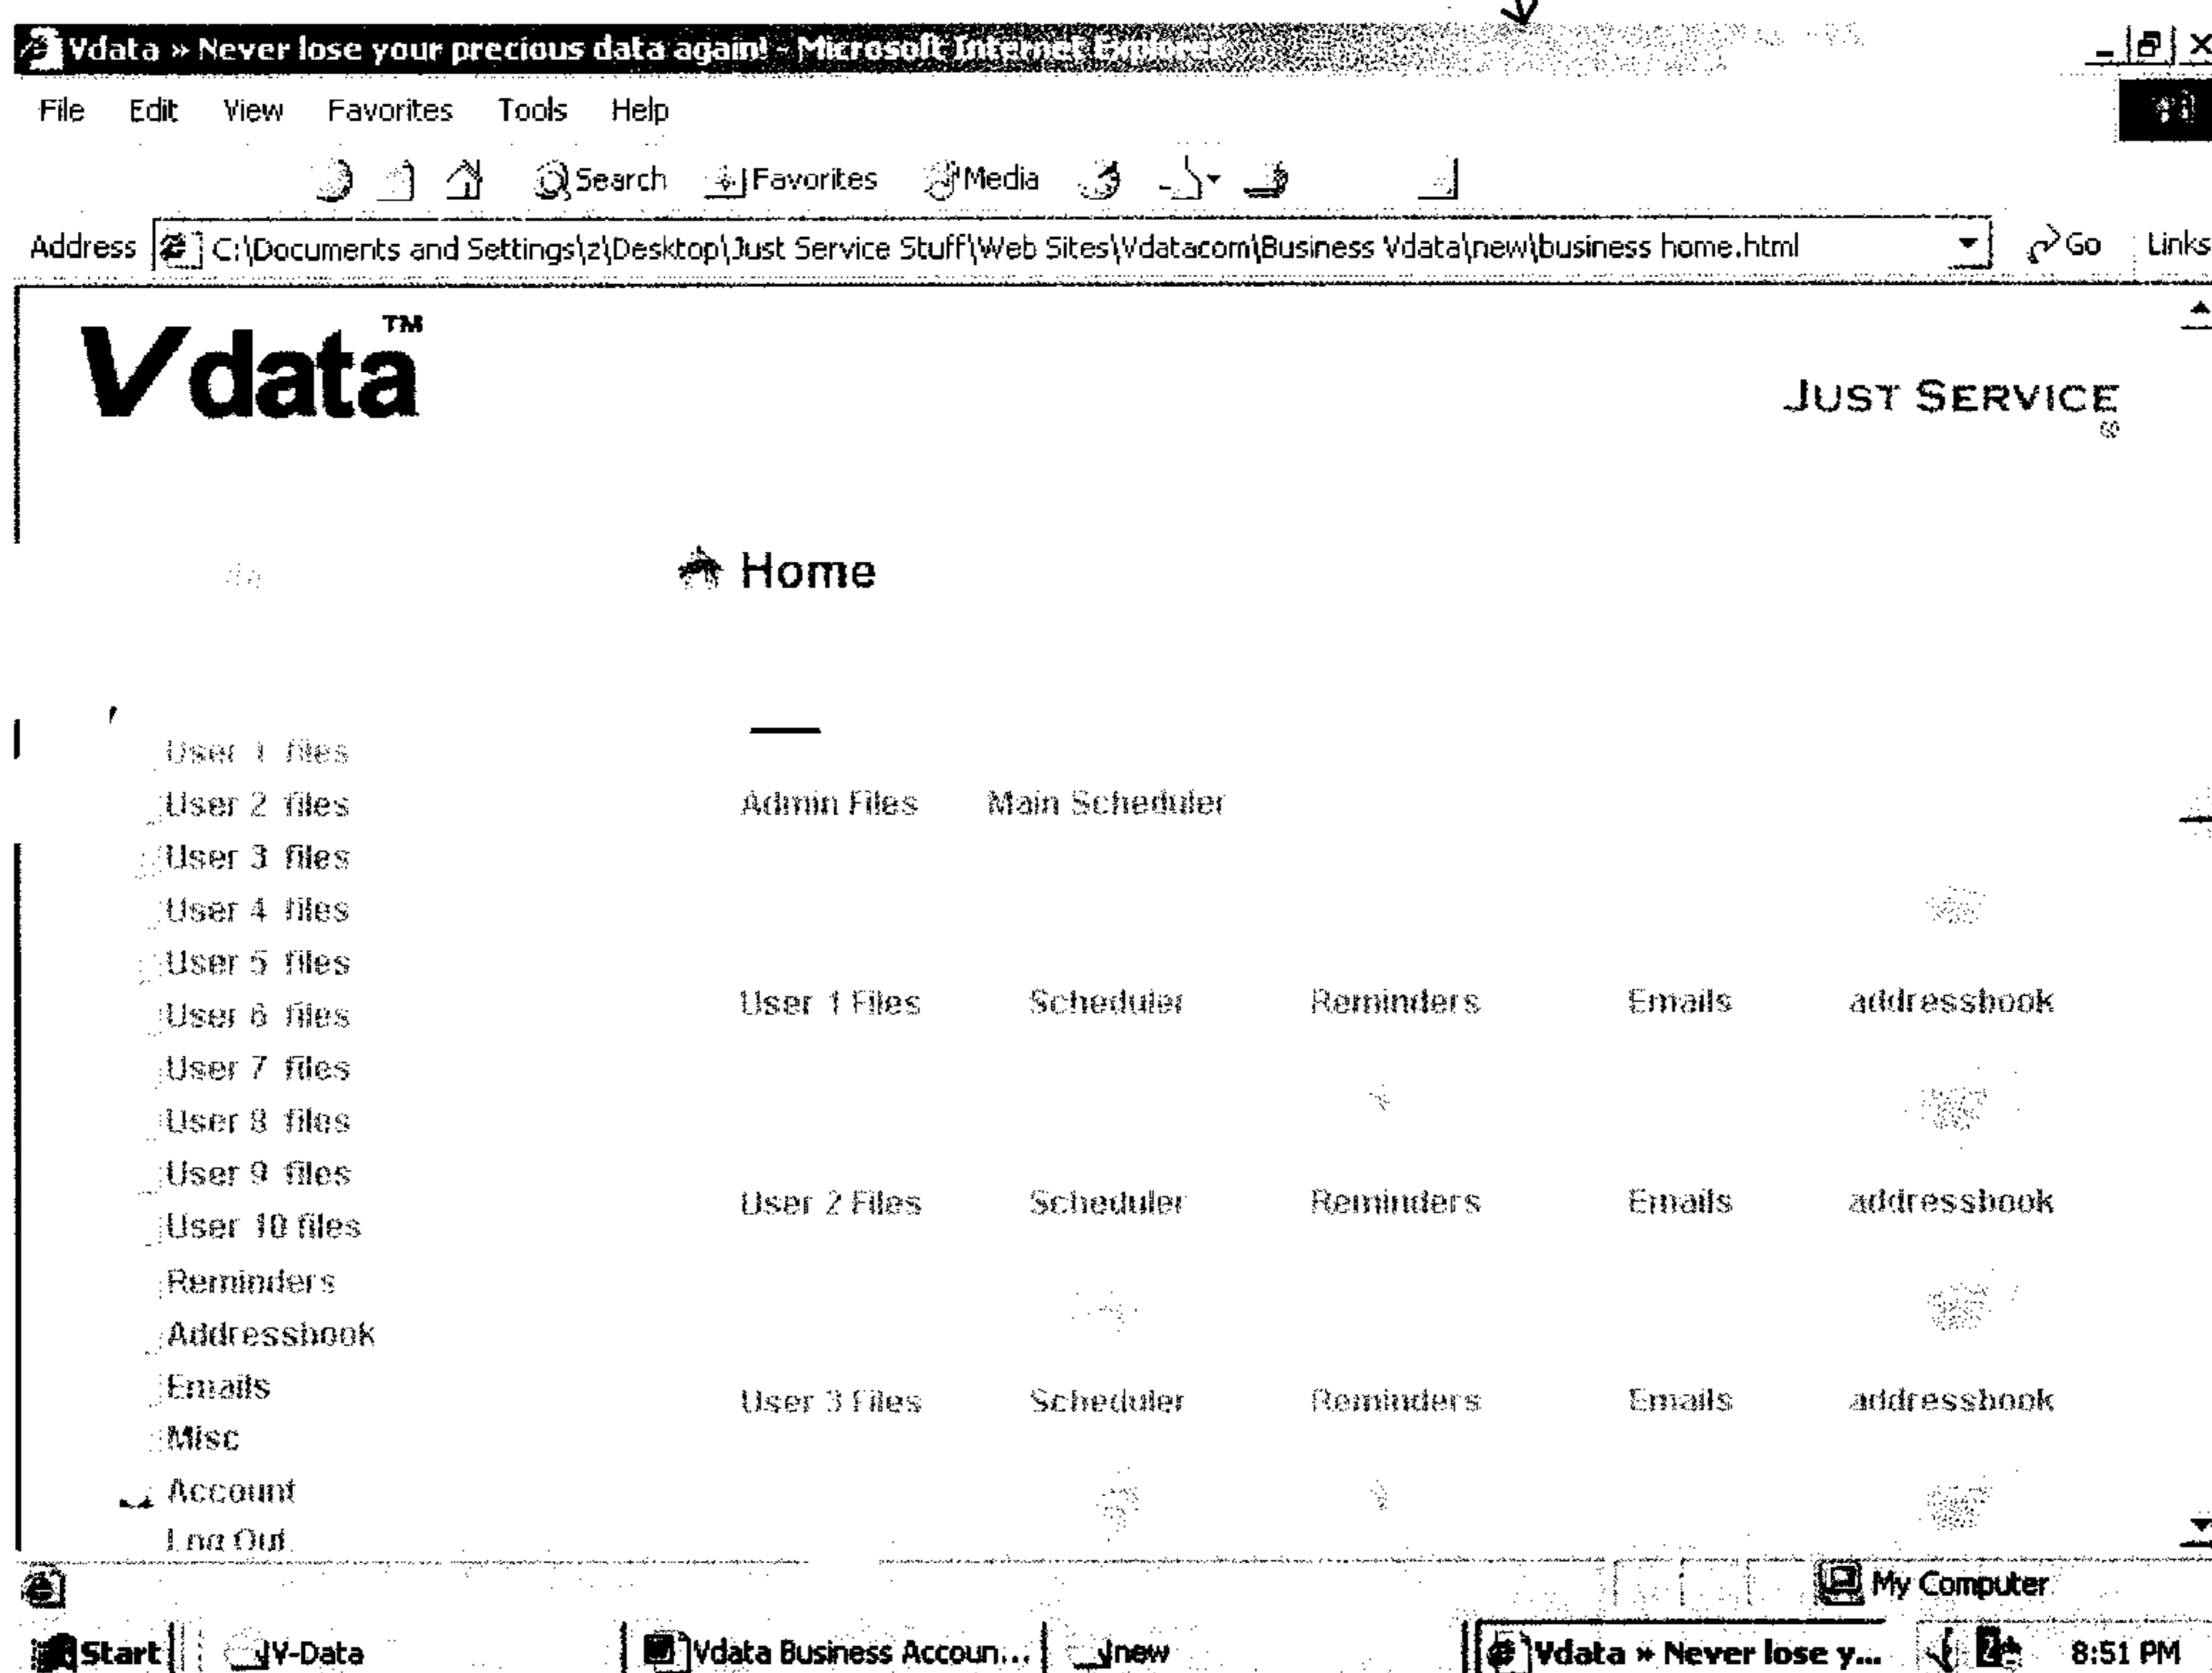 Vdata » Never lose your precious data again! - Microsoft Internet Explorer
File Edit View Favorites Tools Help
Search Favorites Media
Address C:\Documents and Settings\z\Desktop\Just Service Stuff\Web Sites\Vdatacom\Business Vdata\new\business home.html Go Links
Vdata™
JUST SERVICE
®
Home
User 1 files
User 2 files
User 3 files
User 4 files
User 5 files
User 6 files
User 7 files
User 8 files
User 9 files
User 10 files
Reminders
Addressbook
Emails
Misc
Account
Log Out
Admin Files Main Scheduler
User 1 Files Scheduler Reminders Emails addressbook
User 2 Files Scheduler Reminders Emails addressbook
User 3 Files Scheduler Reminders Emails addressbook
My Computer
Start V-Data Vdata Business Accoun... new Vdata » Never lose y... 8:51 PM